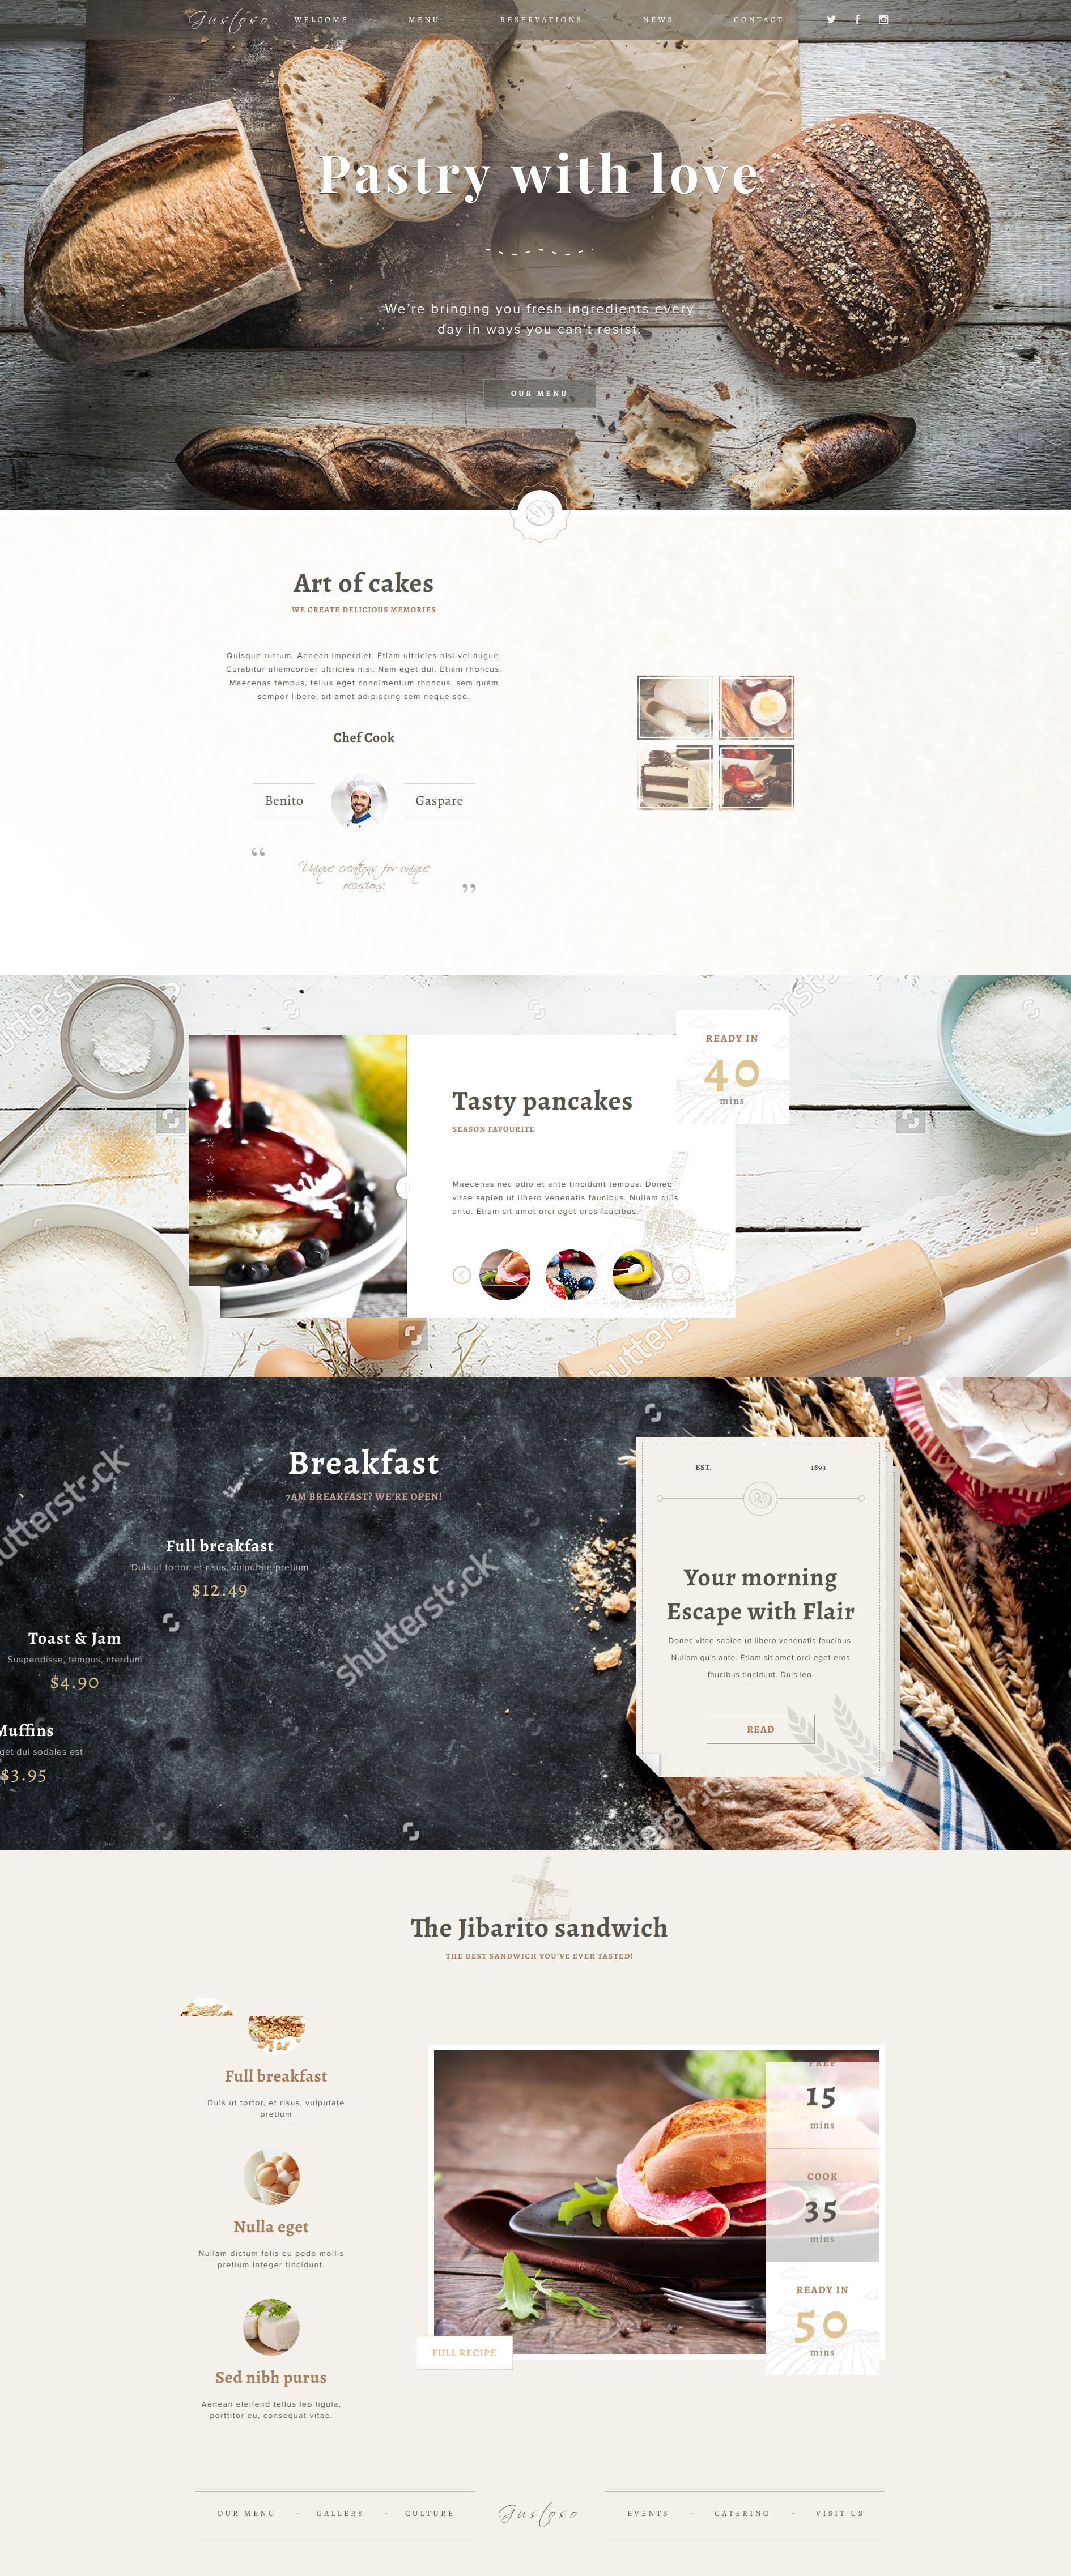 Gustoso
WELCOME – MENU – RESERVATIONS – NEWS – CONTACT
Pastry with love
We're bringing you fresh ingredients every
day in ways you can't resist.
OUR MENU
Art of cakes
WE CREATE DELICIOUS MEMORIES
Quisque rutrum. Aenean imperdiet. Etiam ultricies nisi vel augue.
Curabitur ullamcorper ultricies nisi. Nam eget dui. Etiam rhoncus.
Maecenas tempus, tellus eget condimentum rhoncus, sem quam
semper libero, sit amet adipiscing sem neque sed.
Chef Cook
Benito
Gaspare
“ Unique creations for unique
occasions. ”
READY IN
40
mins
Tasty pancakes
SEASON FAVOURITE
Maecenas nec odio et ante tincidunt tempus. Donec
vitae sapien ut libero venenatis faucibus. Nullam quis
ante. Etiam sit amet orci eget eros faucibus.
shutterstock
Breakfast
7AM BREAKFAST? WE'RE OPEN!
Full breakfast
Duis ut tortor, et risus, vulputate pretium
$12.49
Toast & Jam
Suspendisse, tempus, nterdum
$4.90
Muffins
get dui sodales est
$3.95
shutterstock
shutterstock
EST.
1893
Your morning
Escape with Flair
Donec vitae sapien ut libero venenatis faucibus.
Nullam quis ante. Etiam sit amet orci eget eros
faucibus tincidunt. Duis leo.
READ
The Jibarito sandwich
THE BEST SANDWICH YOU'VE EVER TASTED!
Full breakfast
Duis ut tortor, et risus, vulputate
pretium
Nulla eget
Nullam dictum felis eu pede mollis
pretium Integer tincidunt.
Sed nibh purus
Aenean eleifend tellus leo ligula,
porttitor eu, consequat vitae.
PREP
15
mins
COOK
35
mins
READY IN
50
mins
FULL RECIPE
OUR MENU – GALLERY – CULTURE
Gustoso
EVENTS – CATERING – VISIT US